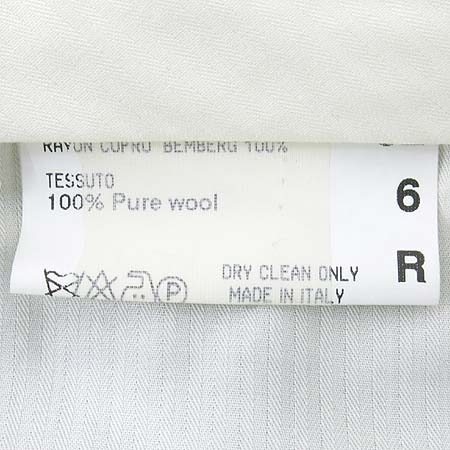 RAYON CUPRO BEMBERG 100%
TESSUTO
100% Pure wool
6
DRY CLEAN ONLY
R
P
MADE IN ITALY